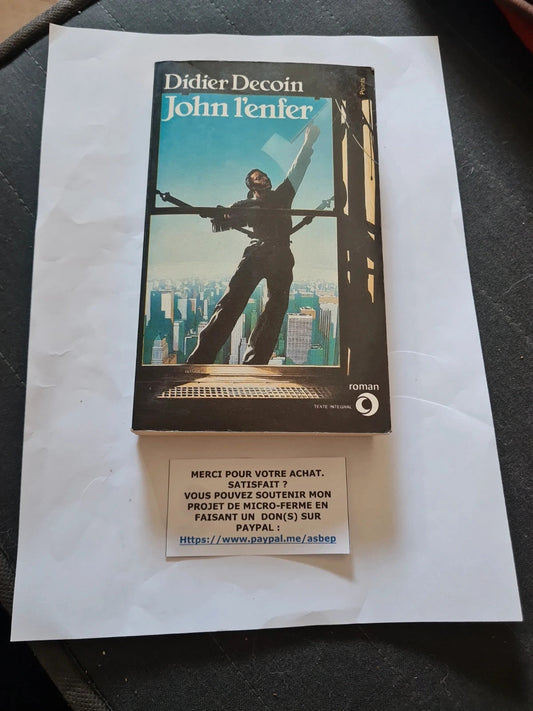 Points
Didier Decoin
John l'enfer
roman
TEXTE INTÉGRAL
MERCI POUR VOTRE ACHAT.
SATISFAIT ?
VOUS POUVEZ SOUTENIR MON
PROJET DE MICRO-FERME EN
FAISANT UN DON(S) SUR
PAYPAL :
Https://www.paypal.me/asbep